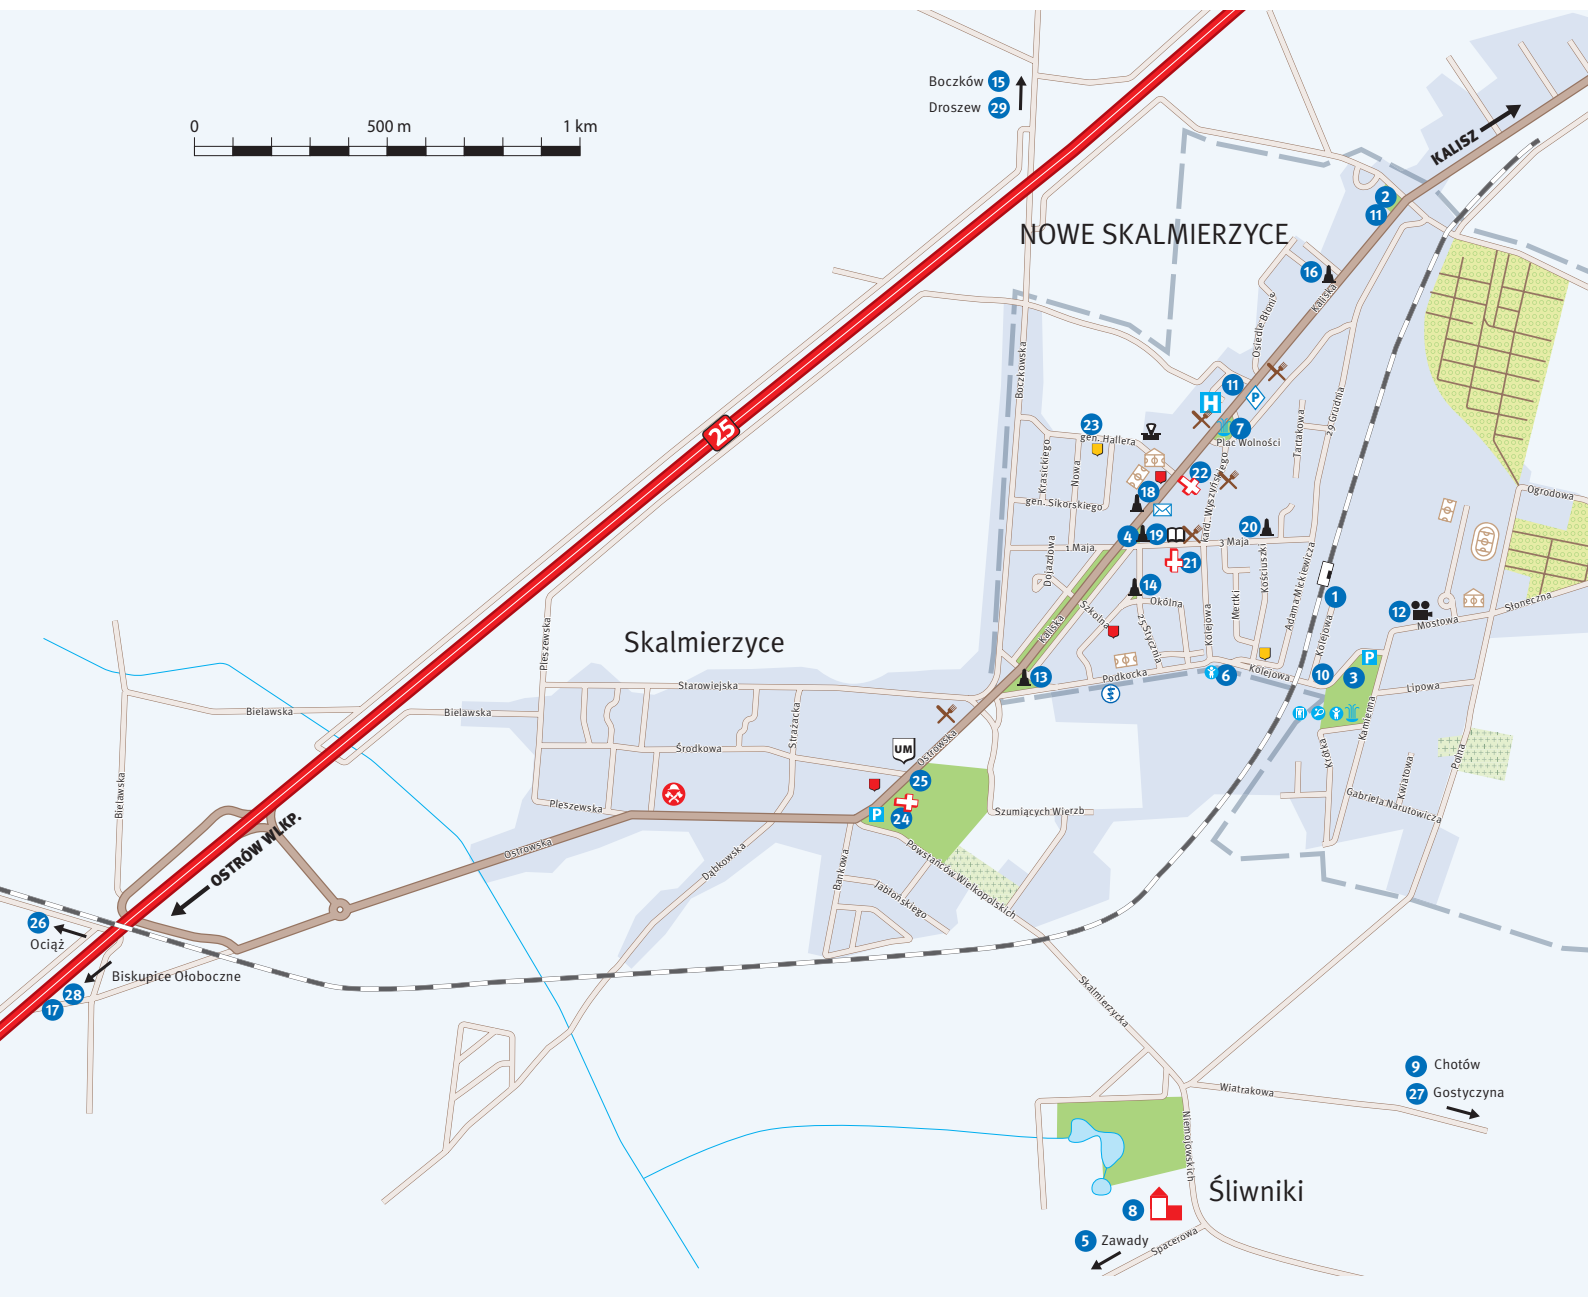 0 500 m 1 km
Boczków 15
Droszew 29
KALISZ
2
11
NOWE SKALMIERZYCE
16
Kaliska
Osiedle Błonie
Boczkowska
25
11
H
P
23
gen. Hallera
7
Plac Wolności
Tartakowa
29 Grudnia
Krasickiego
Nowa
22
18
gen. Sikorskiego
Kard. Wyszyńskiego
Ogrodowa
4
19
20
1 Maja
3 Maja
21
Dojazdowa
14
Okólna
Szkolna
25 Stycznia
Kolejowa
Mertki
Kościuszki
Adama Mickiewicza
1
12
Mostowa
Słoneczna
Kaliska
Kolejowa
Pleszewska
Skalmierzyce
13
Podkocka
6
Kolejowa
P
10
3
Lipowa
Starowiejska
Bielawska
Bielawska
Strażacka
Środkowa
UM
Ostrowska
Kamienna
Krótka
Kwiatowa
Polna
25
Bielawska
Pleszewska
P
24
Szumiących Wierzb
Gabriela Narutowicza
OSTRÓW WLKP.
Ostrowska
Dąbkowska
Bankowa
Powstańców Wielkopolskich
Jabłońskiego
26
Ociąż
Biskupice Ołoboczne
28
17
Skalmierzycka
9 Chotów
27 Gostyczyna
Wiatrakowa
Niemojowskich
Śliwniki
8
5 Zawady
Spacerowa